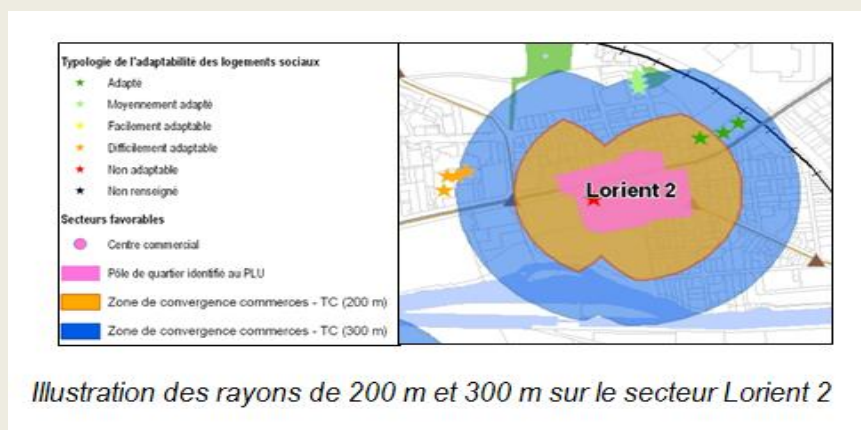 Typologie de l'adaptabilité des logements sociaux
Adapté
Moyennement adapté
Facilement adaptable
Difficilement adaptable
Non adaptable
Non renseigné
Secteurs favorables
Centre commercial
Pôle de quartier identifié au PLU
Zone de convergence commerces - TC (200 m)
Zone de convergence commerces - TC (300 m)
Lorient 2
Illustration des rayons de 200 m et 300 m sur le secteur Lorient 2